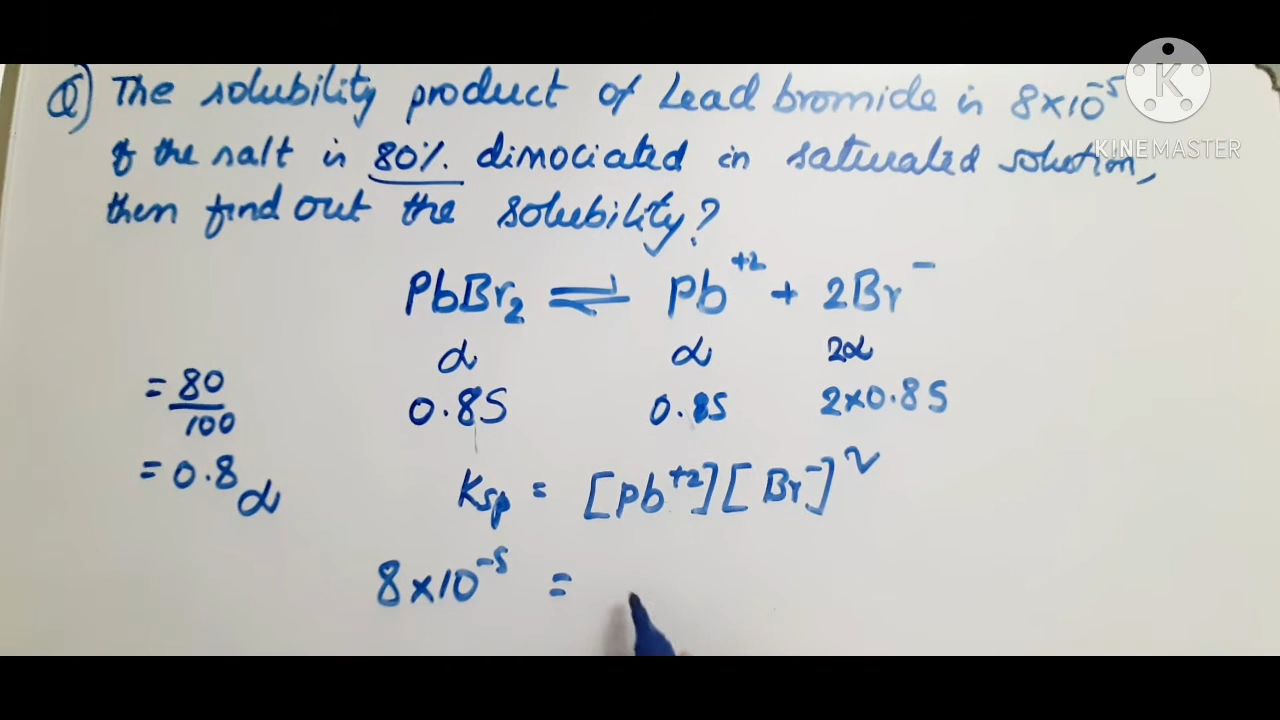 Q) The solubility product of Lead bromide is 8×10⁻⁵
if the salt is 80% dissociated in saturated solution,
then find out the solubility?
PbBr₂ ⇌ Pb⁺² + 2Br⁻
α α 2α
= 80/100 0.8S 0.8S 2×0.8S
= 0.8 α
Ksp = [Pb⁺²][Br⁻]²
8×10⁻⁵ =
K
KINEMASTER